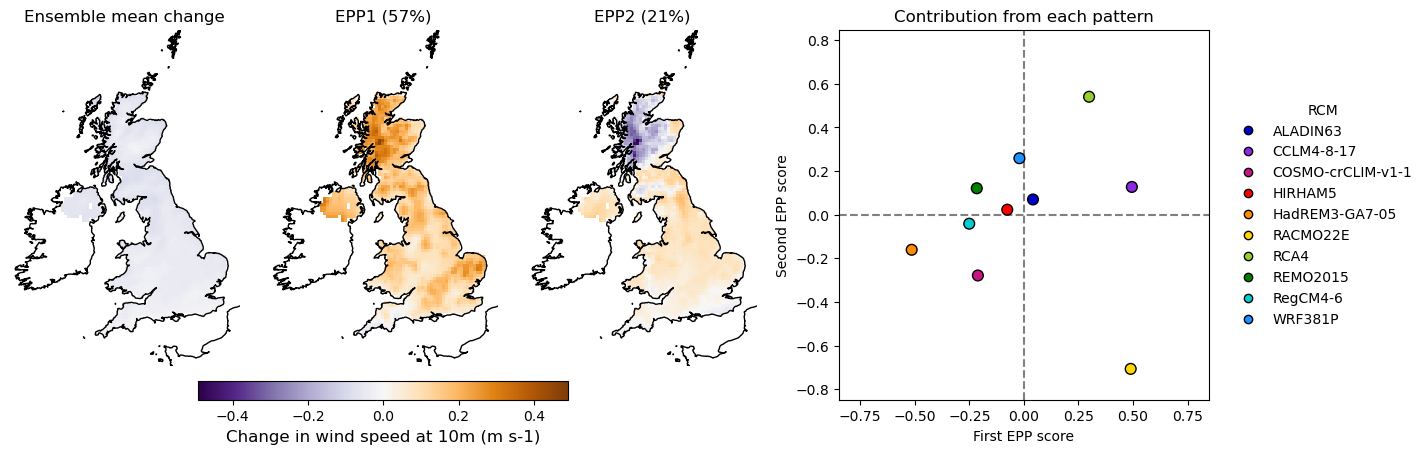 Ensemble mean change
EPP1 (57%)
EPP2 (21%)
−0.4 −0.2 0.0 0.2 0.4
Change in wind speed at 10m (m s-1)
Contribution from each pattern
Second EPP score
0.8
0.6
0.4
0.2
0.0
−0.2
−0.4
−0.6
−0.8
−0.75 −0.50 −0.25 0.00 0.25 0.50 0.75
First EPP score
RCM
ALADIN63
CCLM4-8-17
COSMO-crCLIM-v1-1
HIRHAM5
HadREM3-GA7-05
RACMO22E
RCA4
REMO2015
RegCM4-6
WRF381P